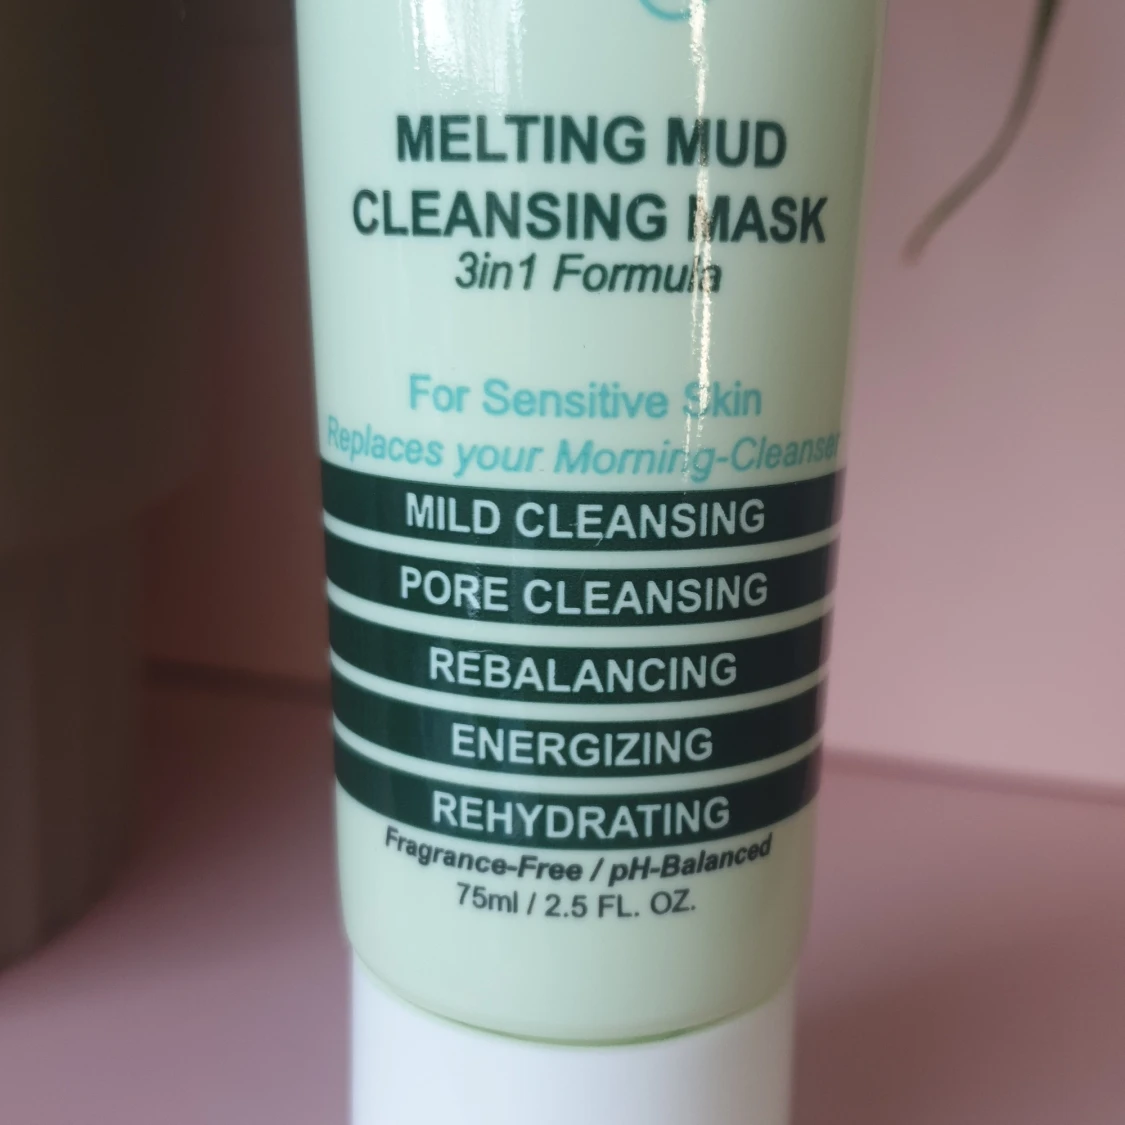 MELTING MUD
CLEANSING MASK
3in1 Formula
For Sensitive Skin
Replaces your Morning-Cleanser
MILD CLEANSING
PORE CLEANSING
REBALANCING
ENERGIZING
REHYDRATING
Fragrance-Free / pH-Balanced
75ml / 2.5 FL. OZ.